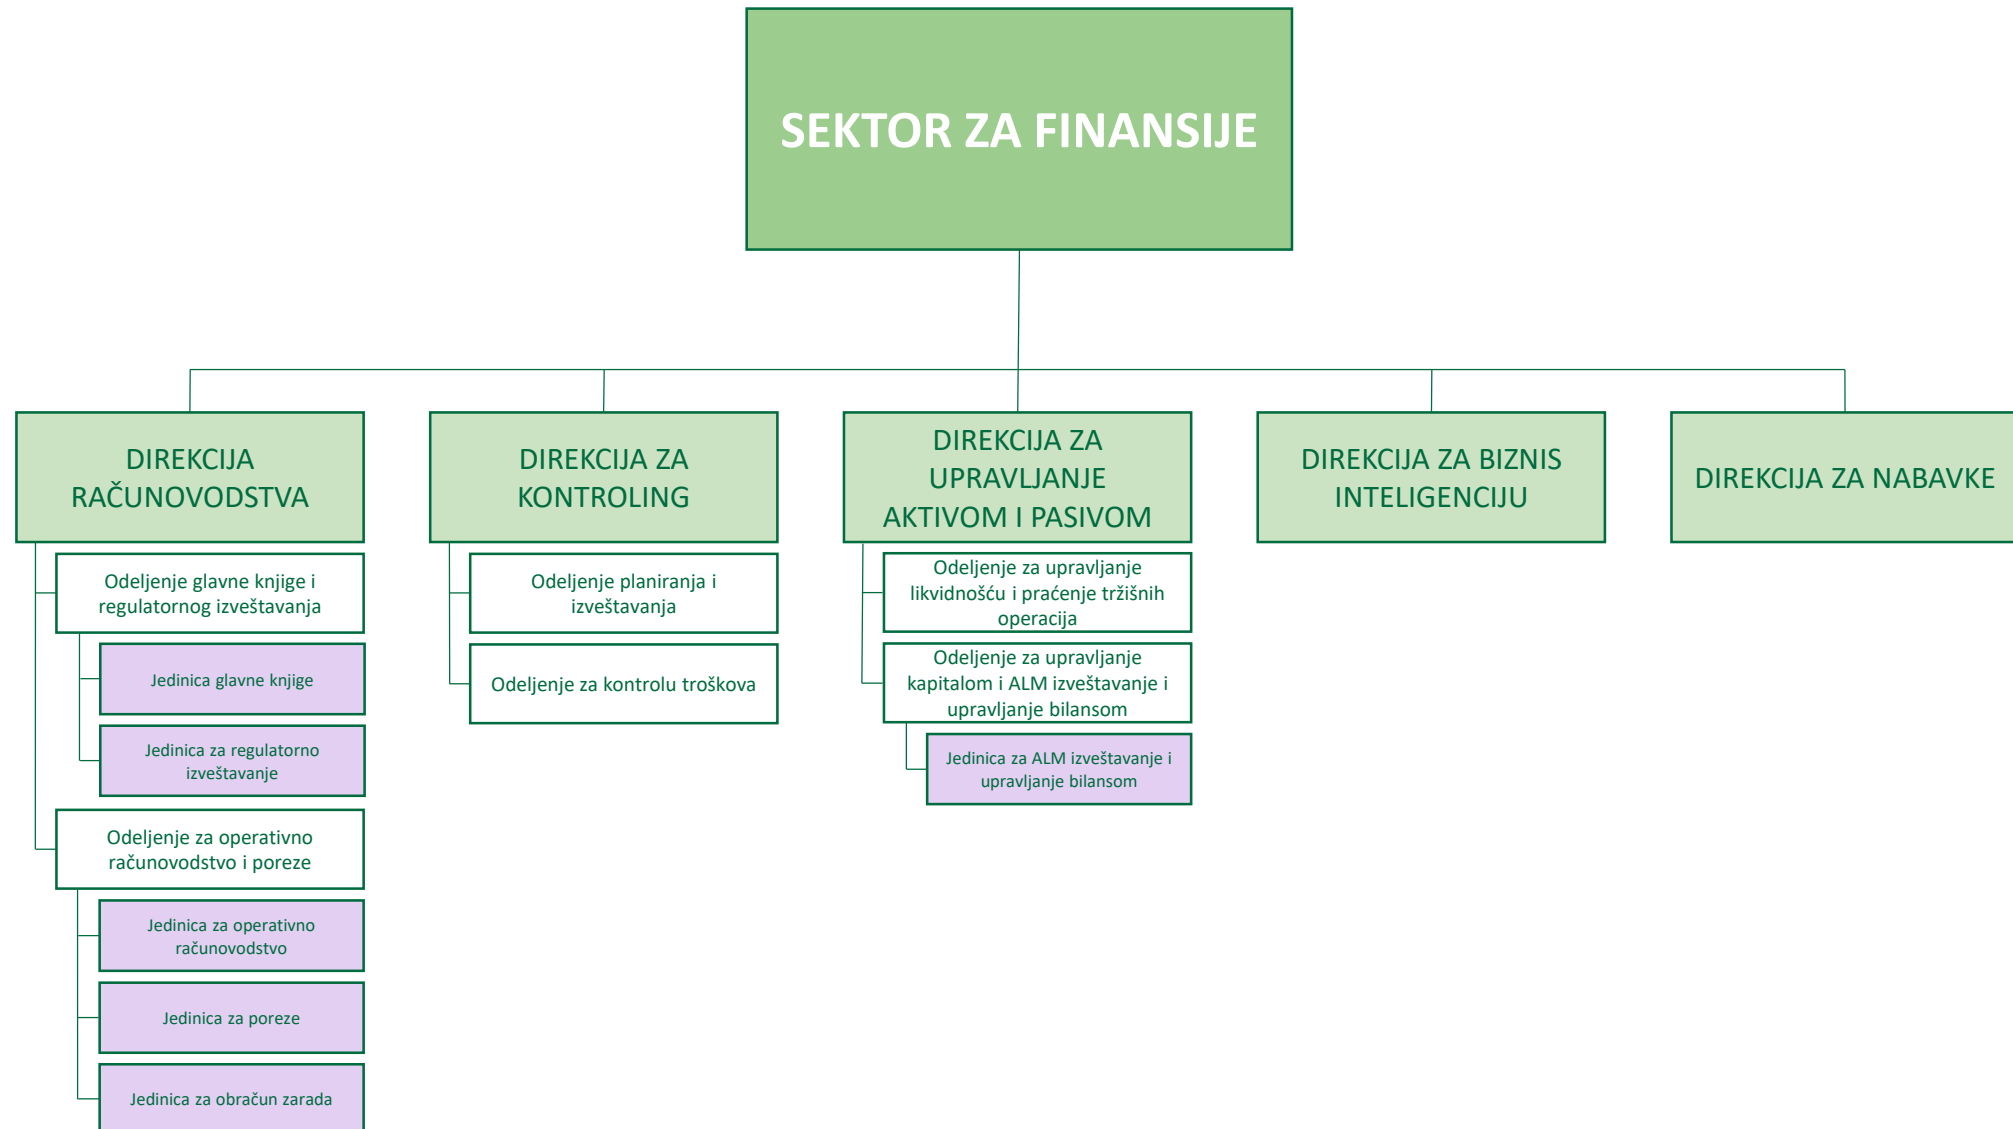 SEKTOR ZA FINANSIJE
DIREKCIJA
RAČUNOVODSTVA
Odeljenje glavne knjige i
regulatornog izveštavanja
Jedinica glavne knjige
Jedinica za regulatorno
izveštavanje
Odeljenje za operativno
računovodstvo i poreze
Jedinica za operativno
računovodstvo
Jedinica za poreze
Jedinica za obračun zarada
DIREKCIJA ZA
KONTROLING
Odeljenje planiranja i
izveštavanja
Odeljenje za kontrolu troškova
DIREKCIJA ZA
UPRAVLJANJE
AKTIVOM I PASIVOM
Odeljenje za upravljanje
likvidnošću i praćenje tržišnih
operacija
Odeljenje za upravljanje
kapitalom i ALM izveštavanje i
upravljanje bilansom
Jedinica za ALM izveštavanje i
upravljanje bilansom
DIREKCIJA ZA BIZNIS
INTELIGENCIJU
DIREKCIJA ZA NABAVKE